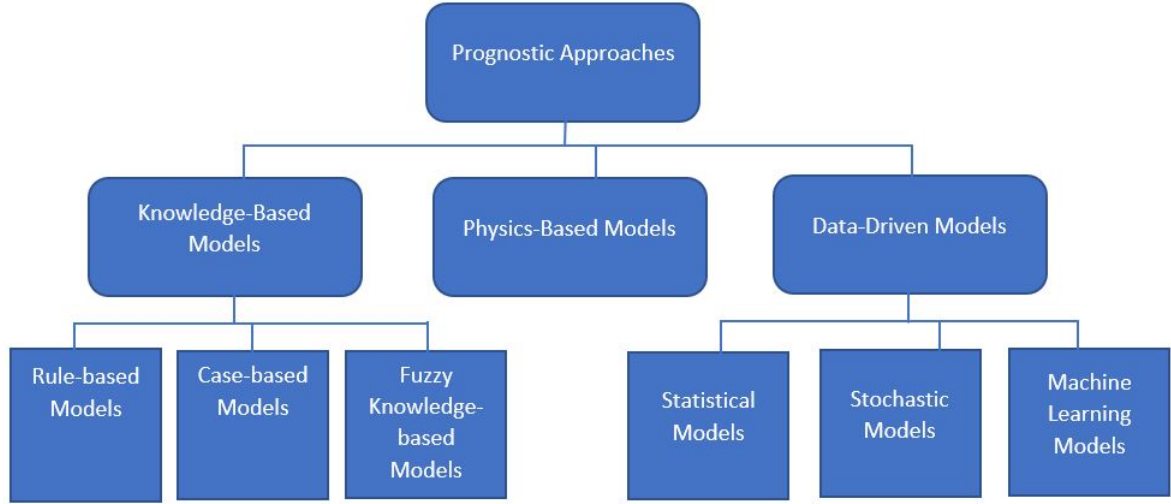 Prognostic Approaches
Knowledge-Based
Models
Physics-Based Models
Data-Driven Models
Rule-based
Models
Case-based
Models
Fuzzy
Knowledge-
based
Models
Statistical
Models
Stochastic
Models
Machine
Learning
Models